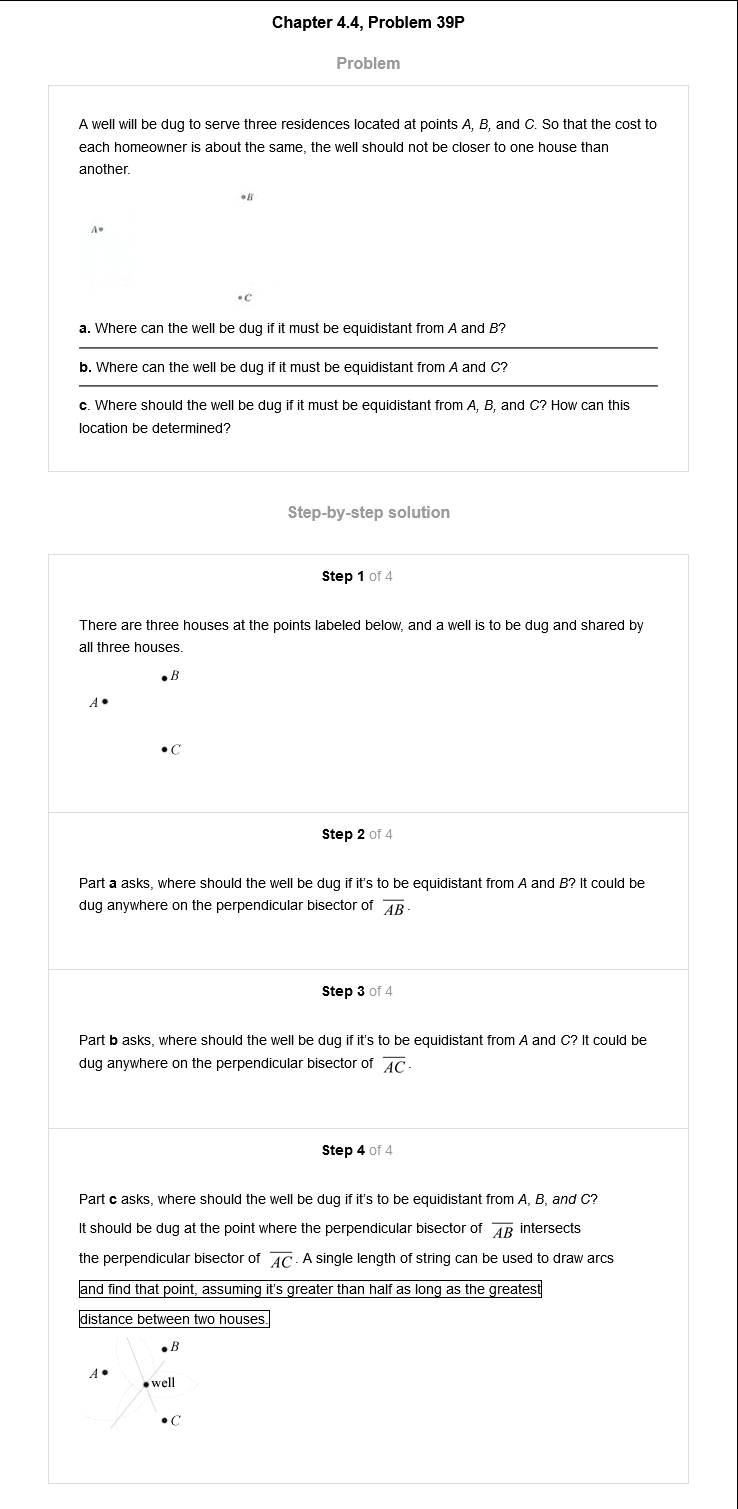 Chapter 4.4, Problem 39P
Problem
A well will be dug to serve three residences located at points A, B, and C. So that the cost to
each homeowner is about the same, the well should not be closer to one house than
another.
B
A
C
a. Where can the well be dug if it must be equidistant from A and B?
b. Where can the well be dug if it must be equidistant from A and C?
c. Where should the well be dug if it must be equidistant from A, B, and C? How can this
location be determined?
Step-by-step solution
Step 1 of 4
There are three houses at the points labeled below, and a well is to be dug and shared by
all three houses.
B
A
C
Step 2 of 4
Part a asks, where should the well be dug if it's to be equidistant from A and B? It could be
dug anywhere on the perpendicular bisector of AB.
Step 3 of 4
Part b asks, where should the well be dug if it's to be equidistant from A and C? It could be
dug anywhere on the perpendicular bisector of AC.
Step 4 of 4
Part c asks, where should the well be dug if it's to be equidistant from A, B, and C?
It should be dug at the point where the perpendicular bisector of AB intersects
the perpendicular bisector of AC. A single length of string can be used to draw arcs
and find that point, assuming it's greater than half as long as the greatest
distance between two houses.
B
A
well
C